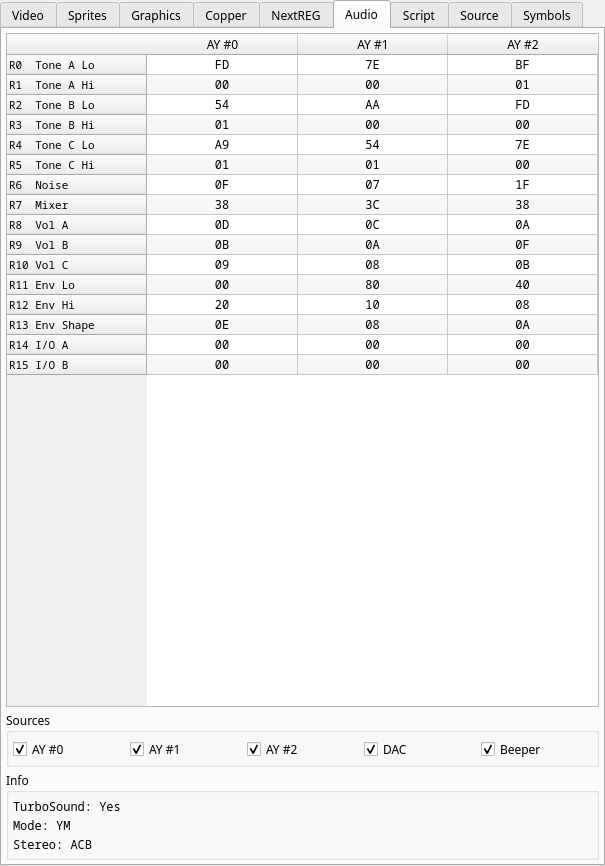 Video Sprites Graphics Copper NextREG Audio Script Source Symbols
AY #0 AY #1 AY #2
R0 Tone A Lo FD 7E BF
R1 Tone A Hi 00 00 01
R2 Tone B Lo 54 AA FD
R3 Tone B Hi 01 00 00
R4 Tone C Lo A9 54 7E
R5 Tone C Hi 01 01 00
R6 Noise 0F 07 1F
R7 Mixer 38 3C 38
R8 Vol A 0D 0C 0A
R9 Vol B 0B 0A 0F
R10 Vol C 09 08 0B
R11 Env Lo 00 80 40
R12 Env Hi 20 10 08
R13 Env Shape 0E 08 0A
R14 I/O A 00 00 00
R15 I/O B 00 00 00
Sources
AY #0 AY #1 AY #2 DAC Beeper
Info
TurboSound: Yes
Mode: YM
Stereo: ACB